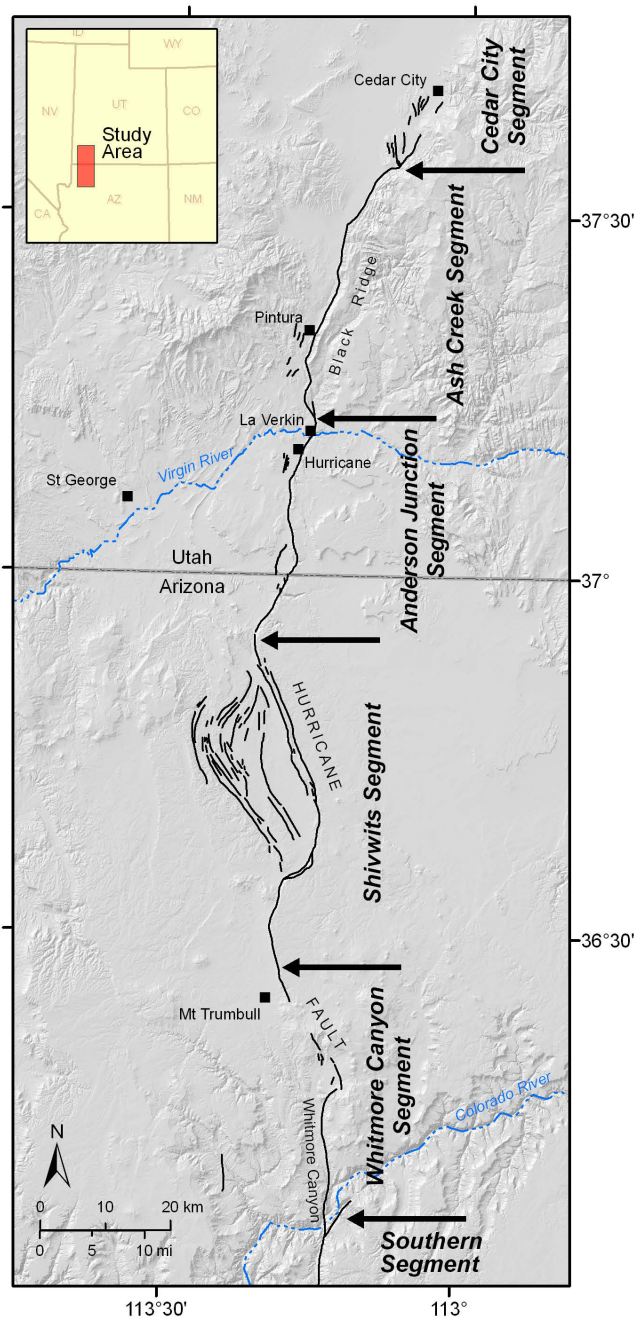 ID
WY
NV
UT
CO
Study
Area
CA
AZ
NM
Cedar City
Cedar City
Segment
37°30'
Ash Creek Segment
Black Ridge
Pintura
La Verkin
Virgin River
Hurricane
St George
Anderson Junction
Segment
Utah
Arizona
37°
HURRICANE
Shivwits Segment
36°30'
Mt Trumbull
FAULT
Whitmore Canyon
Segment
Colorado River
Whitmore Canyon
N
0 10 20 km
0 5 10 mi
Southern
Segment
113°30'
113°